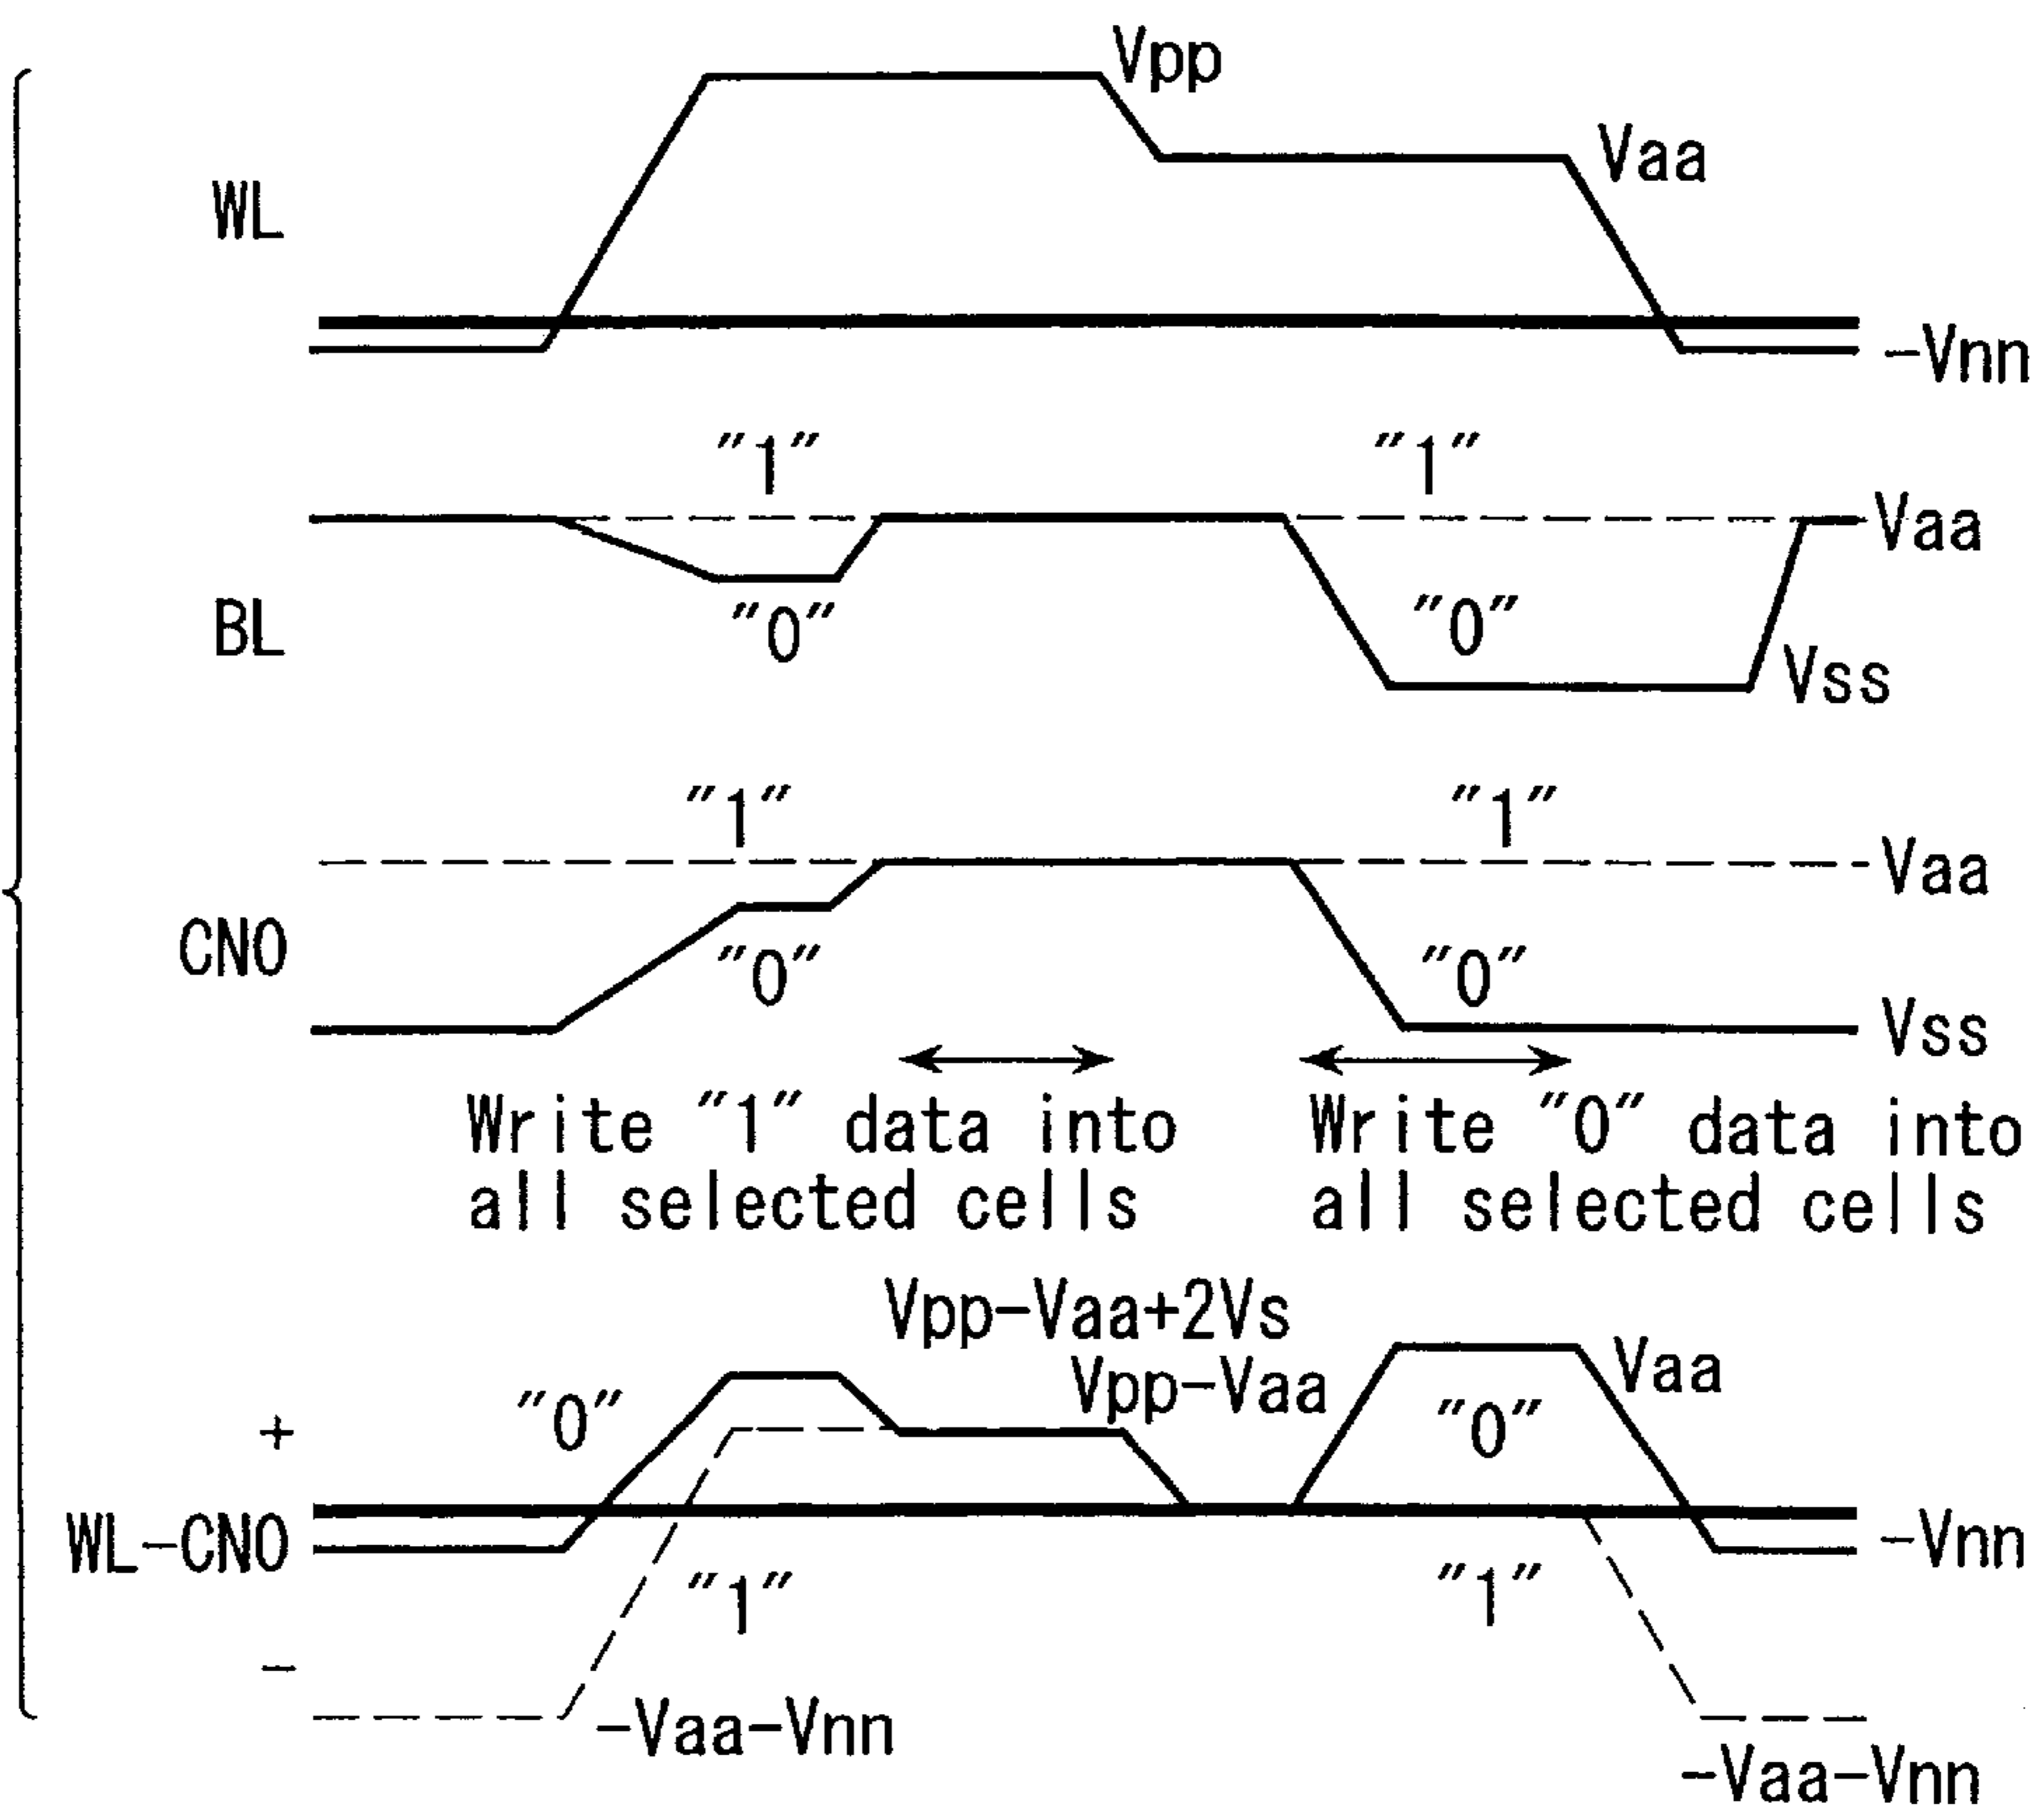 Vpp
Vaa
WL
-Vnn
"1" "1"
Vaa
BL "0" "0"
Vss
"1" "1"
Vaa
CNO "0" "0"
Vss
Write "1" data into
all selected cells
Write "0" data into
all selected cells
Vpp-Vaa+2Vs
Vpp-Vaa
Vaa
"0" "0"
+
WL-CNO
-Vnn
"1" "1"
-
-Vaa-Vnn
-Vaa-Vnn